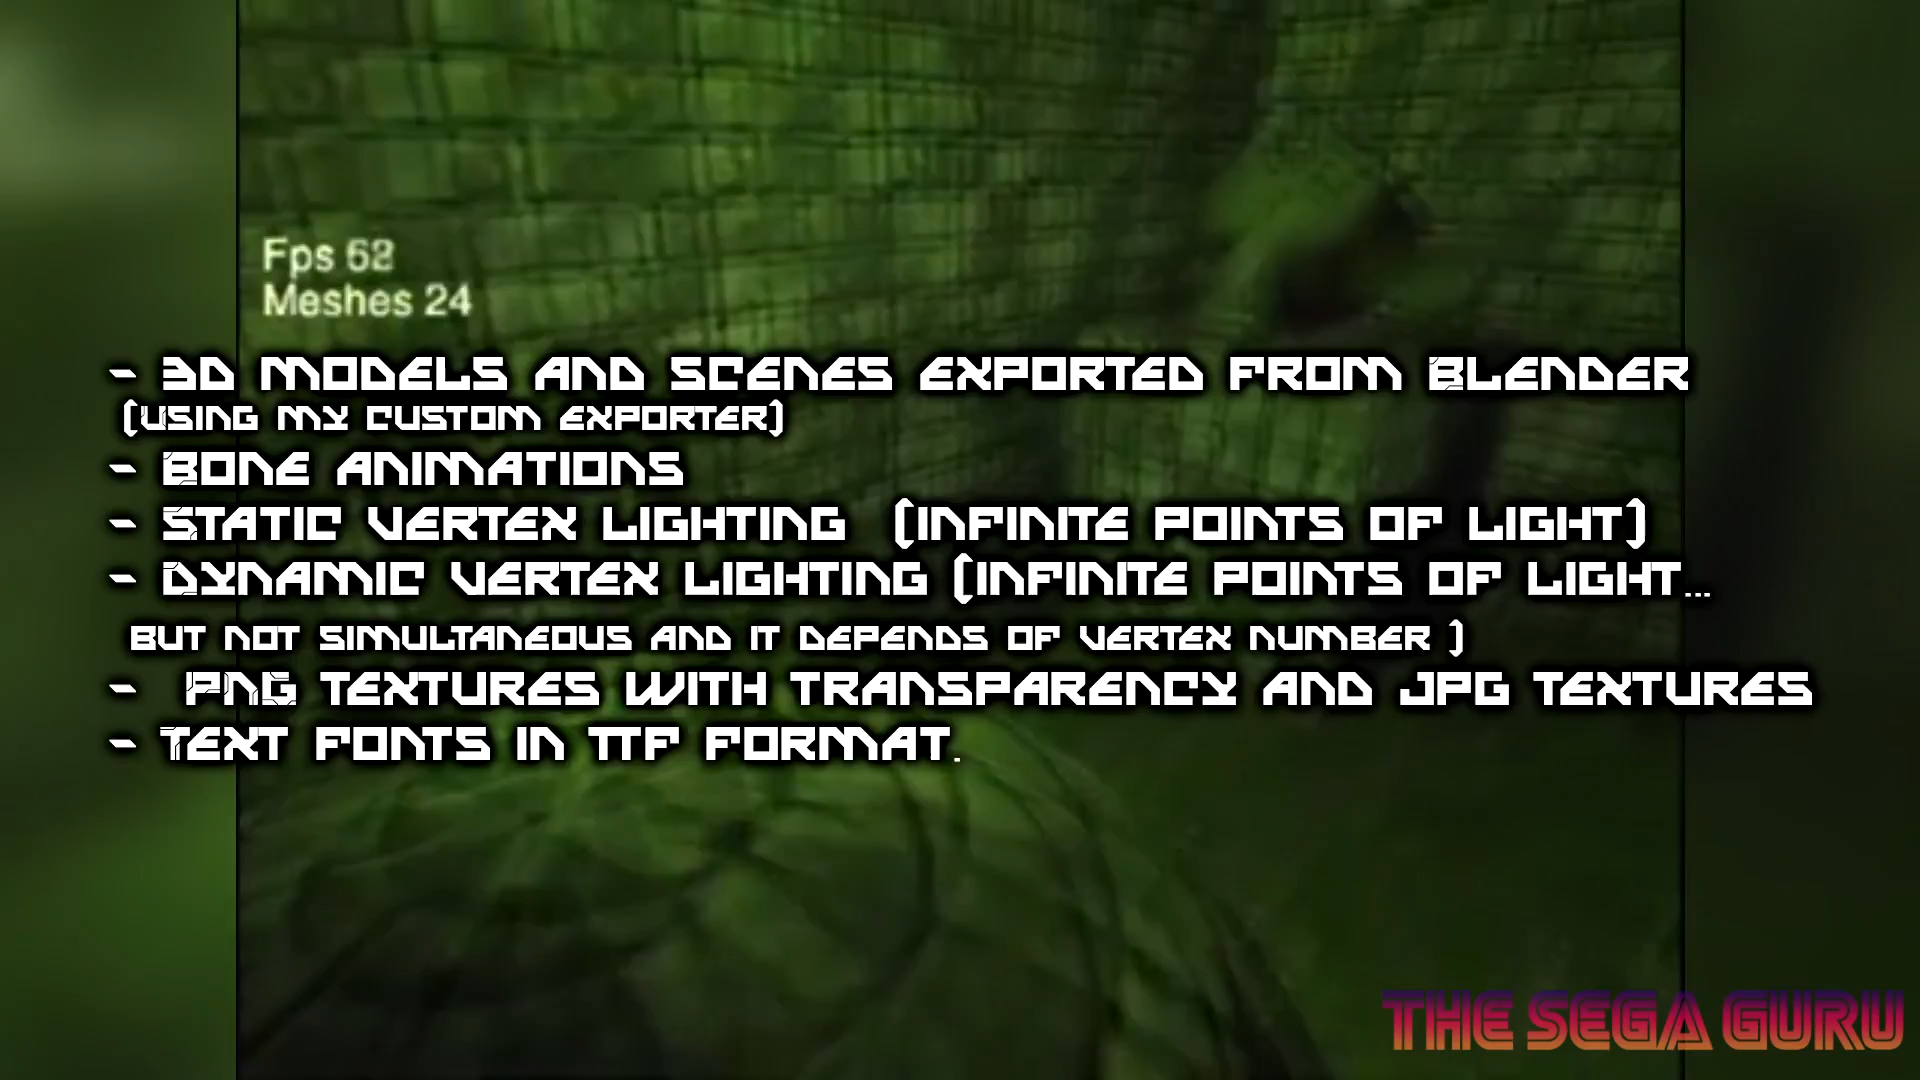 Fps 62
Meshes 24
- 3D MODELS AND SCENES EXPORTED FROM BLENDER
(USING MY CUSTOM EXPORTER)
- BONE ANIMATIONS
- STATIC VERTEX LIGHTING (INFINITE POINTS OF LIGHT)
- DYNAMIC VERTEX LIGHTING (INFINITE POINTS OF LIGHT...
BUT NOT SIMULTANEOUS AND IT DEPENDS OF VERTEX NUMBER )
- PNG TEXTURES WITH TRANSPARENCY AND JPG TEXTURES
- TEXT FONTS IN TTF FORMAT.
THE SEGA GURU